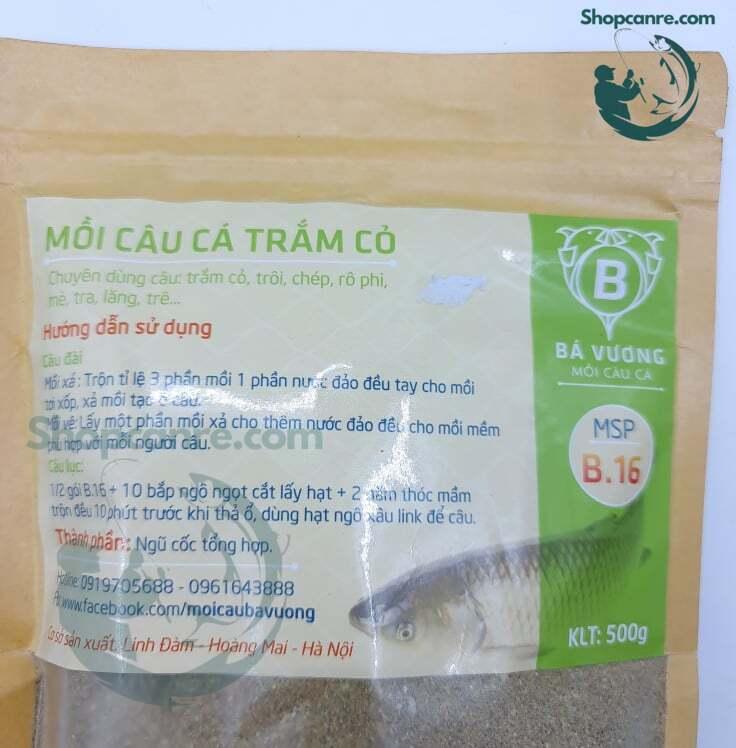 Shopcanre.com
MỒI CÂU CÁ TRẮM CỎ
Chuyên dùng câu: trắm cỏ, trôi, chép, rô phi,
mè, tra, lăng, trê...
Hướng dẫn sử dụng
Câu đài
Mồi xả: Trộn tỉ lệ 3 phần mồi 1 phần nước đảo đều tay cho mồi
tơi xốp, xả mồi tạo ổ câu.
Mồi vê: Lấy một phần mồi xả cho thêm nước đảo đều cho mồi mềm
phù hợp với mỗi người câu.
Câu lục:
1/2 gói B.16 + 10 bắp ngô ngọt cắt lấy hạt + 2 nắm thóc mầm
trộn đều 10 phút trước khi thả ổ, dùng hạt ngô xâu link để câu.
Thành phần: Ngũ cốc tổng hợp.
Hotline: 0919705688 - 0961643888
www.facebook.com/moicaubavuong
Cơ sở sản xuất: Linh Đàm - Hoàng Mai - Hà Nội
B
BÁ VƯƠNG
MỒI CÂU CÁ
MSP
B.16
KLT: 500g
Shopcanre.com